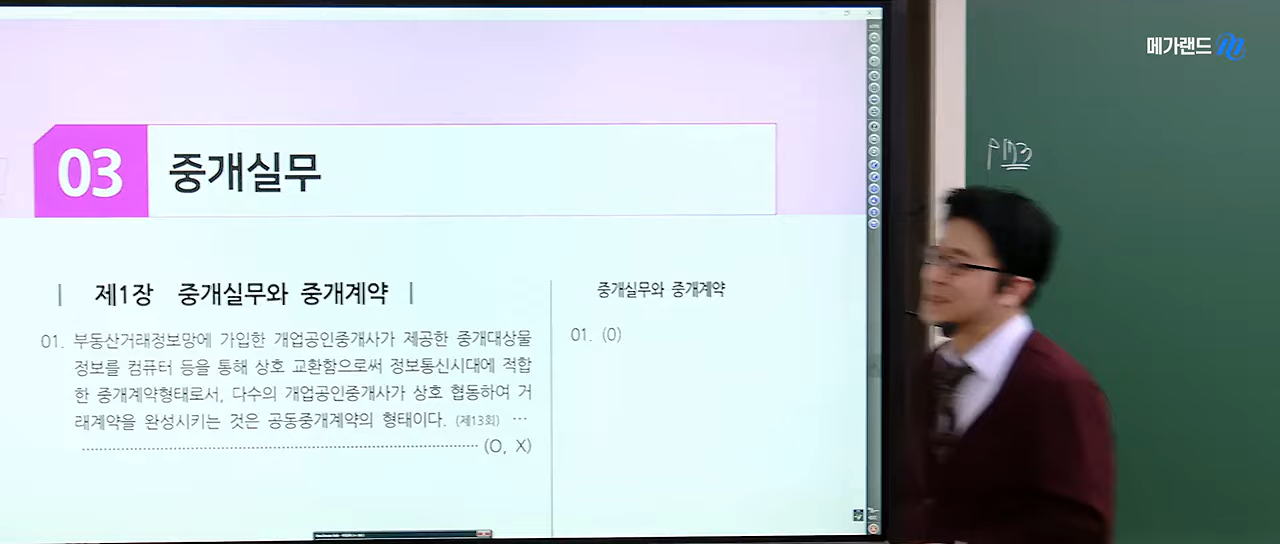 메가랜드
P173
03 중개실무
제1장 중개실무와 중개계약
01. 부동산거래정보망에 가입한 개업공인중개사가 제공한 중개대상물
정보를 컴퓨터 등을 통해 상호 교환함으로써 정보통신시대에 적합
한 중개계약형태로서, 다수의 개업공인중개사가 상호 협동하여 거
래계약을 완성시키는 것은 공동중개계약의 형태이다. (제13회) …
(O, X)
중개실무와 중개계약
01. (O)